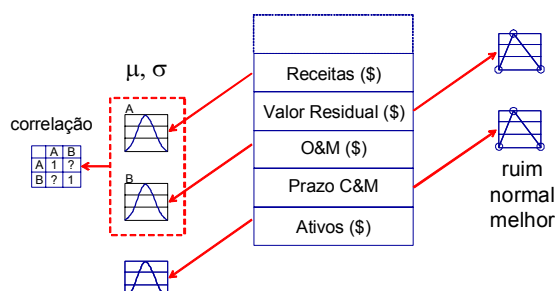 μ, σ
correlação
A B
A 1 ?
B ? 1
A
B
Receitas ($)
Valor Residual ($)
O&M ($)
Prazo C&M
Ativos ($)
ruim
normal
melhor